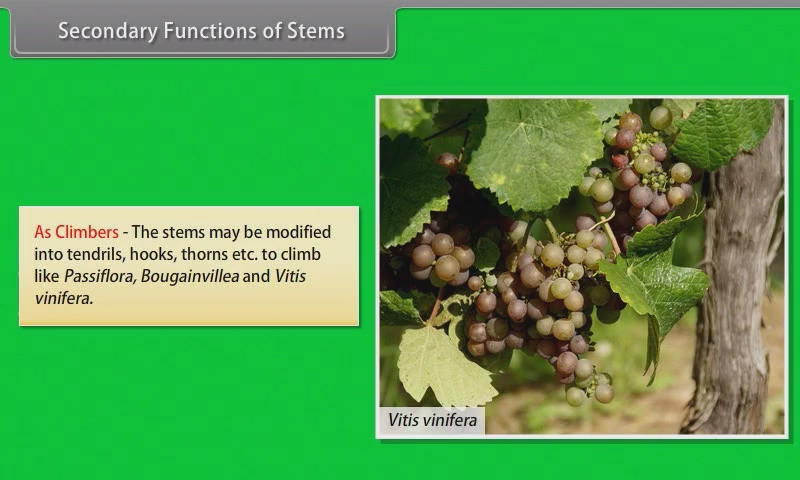 Secondary Functions of Stems
As Climbers - The stems may be modified
into tendrils, hooks, thorns etc. to climb
like Passiflora, Bougainvillea and Vitis
vinifera.
Vitis vinifera